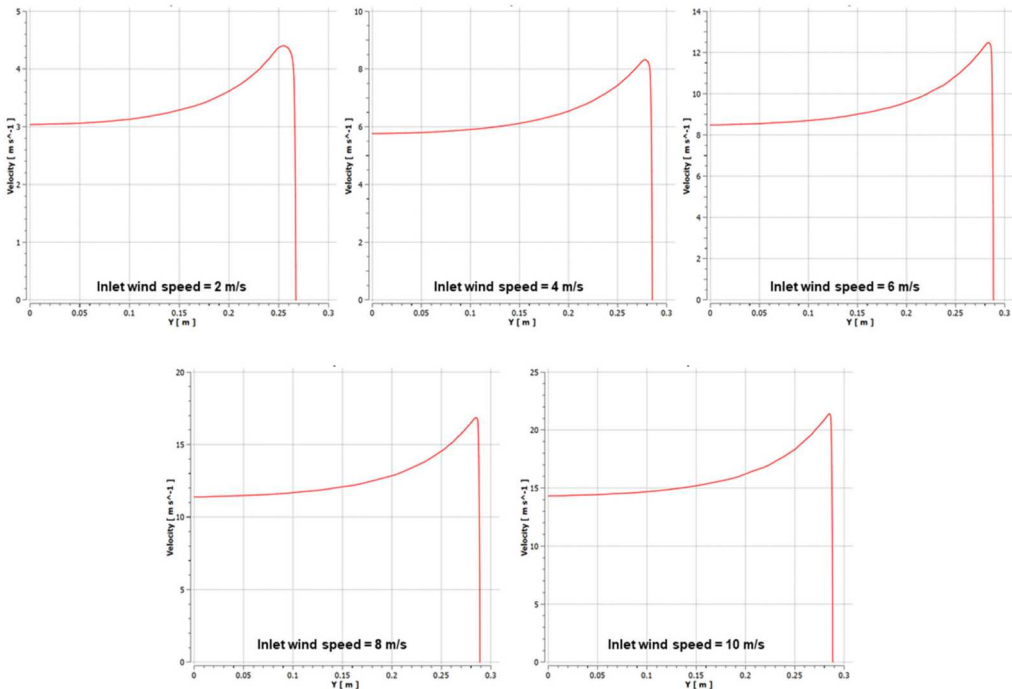 5
4
3
2
1
0
Velocity [ m s^-1 ]
Inlet wind speed = 2 m/s
0 0.05 0.1 0.15 0.2 0.25 0.3
Y [ m ]
10
8
6
4
2
0
Velocity [ m s^-1 ]
Inlet wind speed = 4 m/s
0 0.05 0.1 0.15 0.2 0.25 0.3
Y [ m ]
14
12
10
8
6
4
2
0
Velocity [ m s^-1 ]
Inlet wind speed = 6 m/s
0 0.05 0.1 0.15 0.2 0.25 0.3
Y [ m ]
20
15
10
5
0
Velocity [ m s^-1 ]
Inlet wind speed = 8 m/s
0 0.05 0.1 0.15 0.2 0.25 0.3
Y [ m ]
25
20
15
10
5
0
Velocity [ m s^-1 ]
Inlet wind speed = 10 m/s
0 0.05 0.1 0.15 0.2 0.25 0.3
Y [ m ]